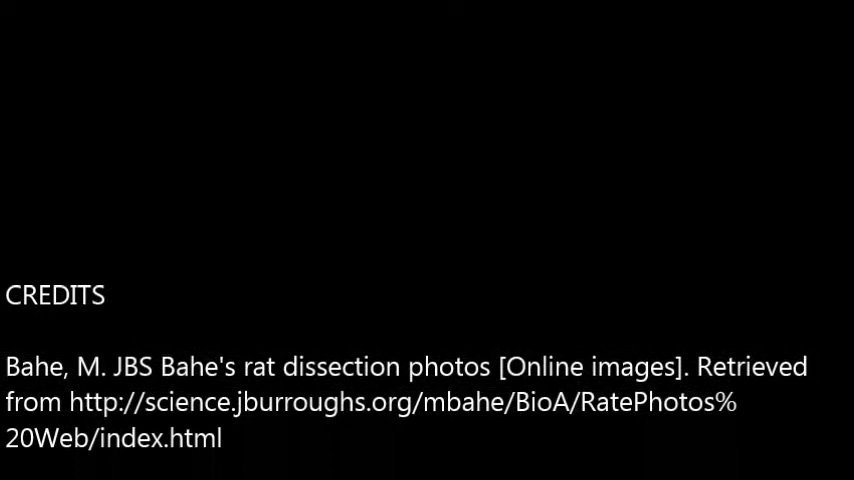 CREDITS
Bahe, M. JBS Bahe's rat dissection photos [Online images]. Retrieved
from http://science.jburroughs.org/mbahe/BioA/RatePhotos%
20Web/index.html